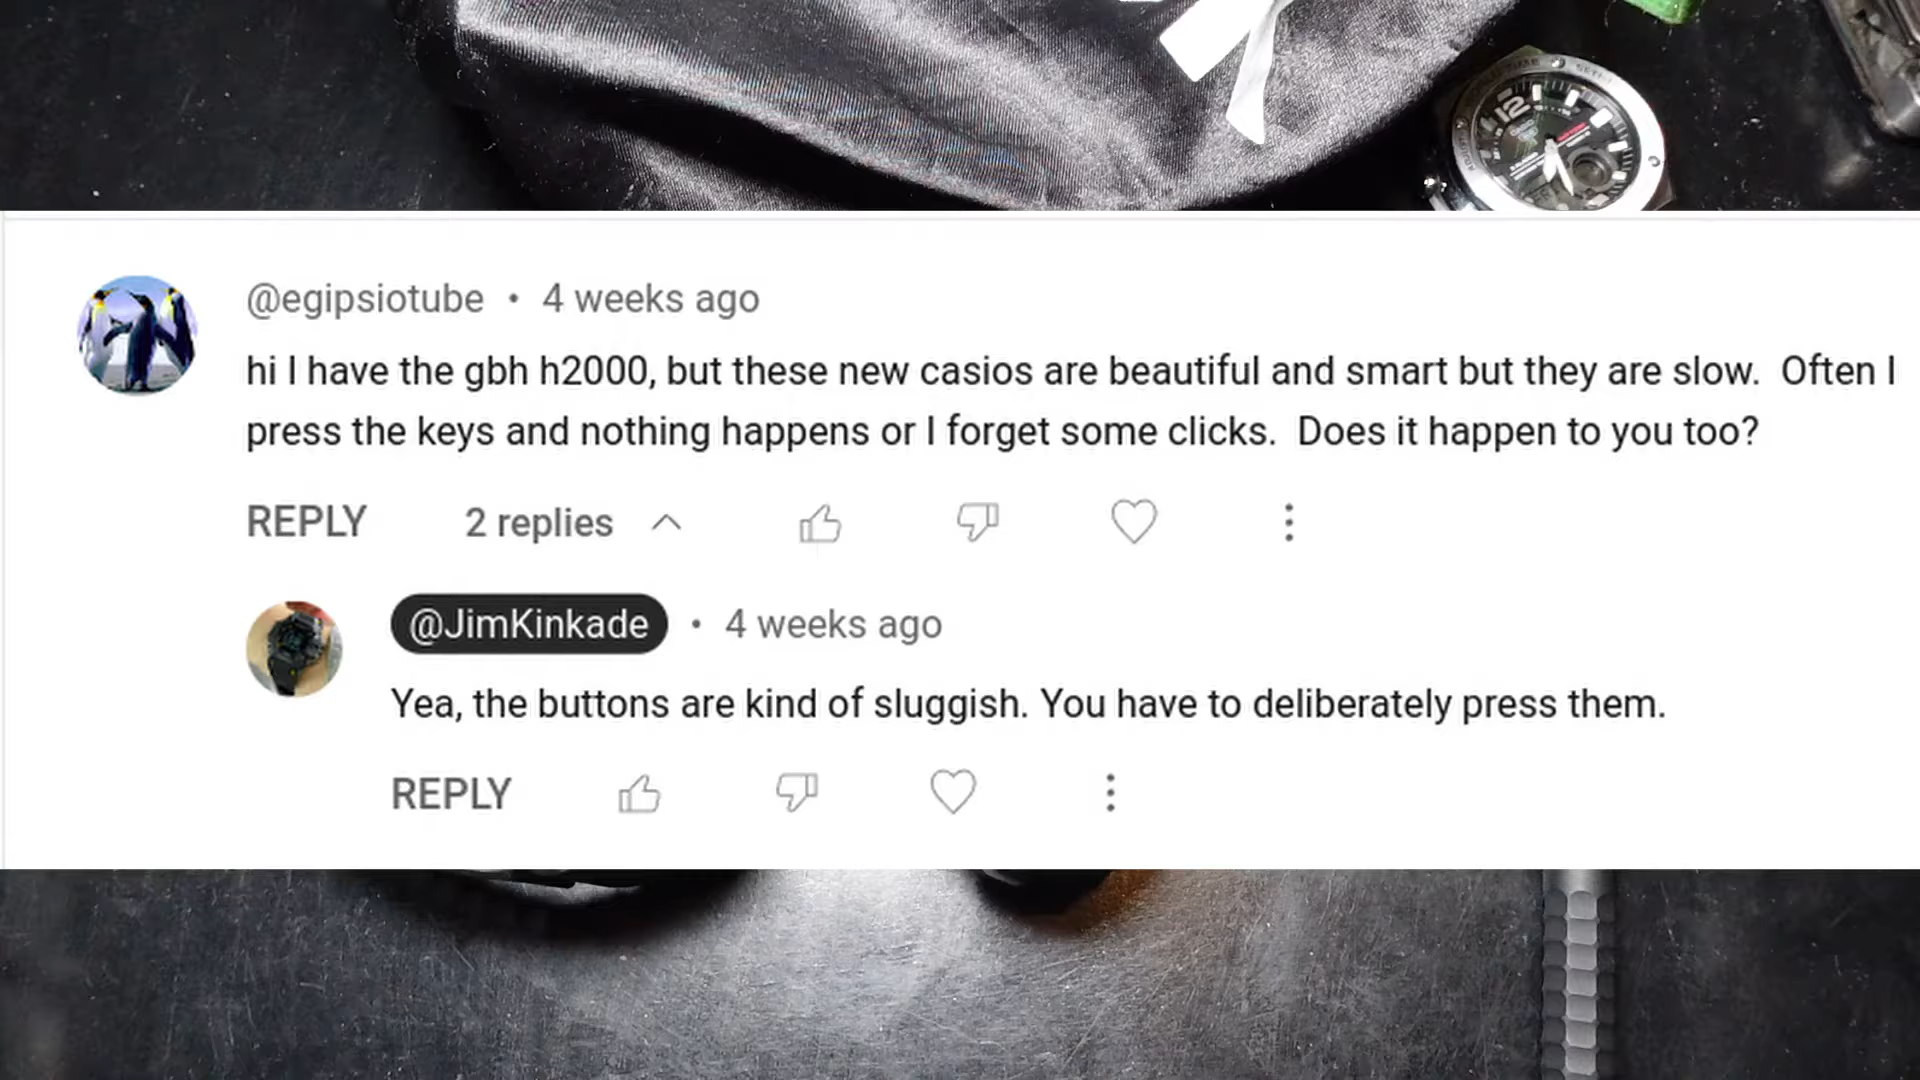 @egipsiotube • 4 weeks ago
hi I have the gbh h2000, but these new casios are beautiful and smart but they are slow.  Often I
press the keys and nothing happens or I forget some clicks.  Does it happen to you too?
REPLY 2 replies
@JimKinkade • 4 weeks ago
Yea, the buttons are kind of sluggish. You have to deliberately press them.
REPLY
12